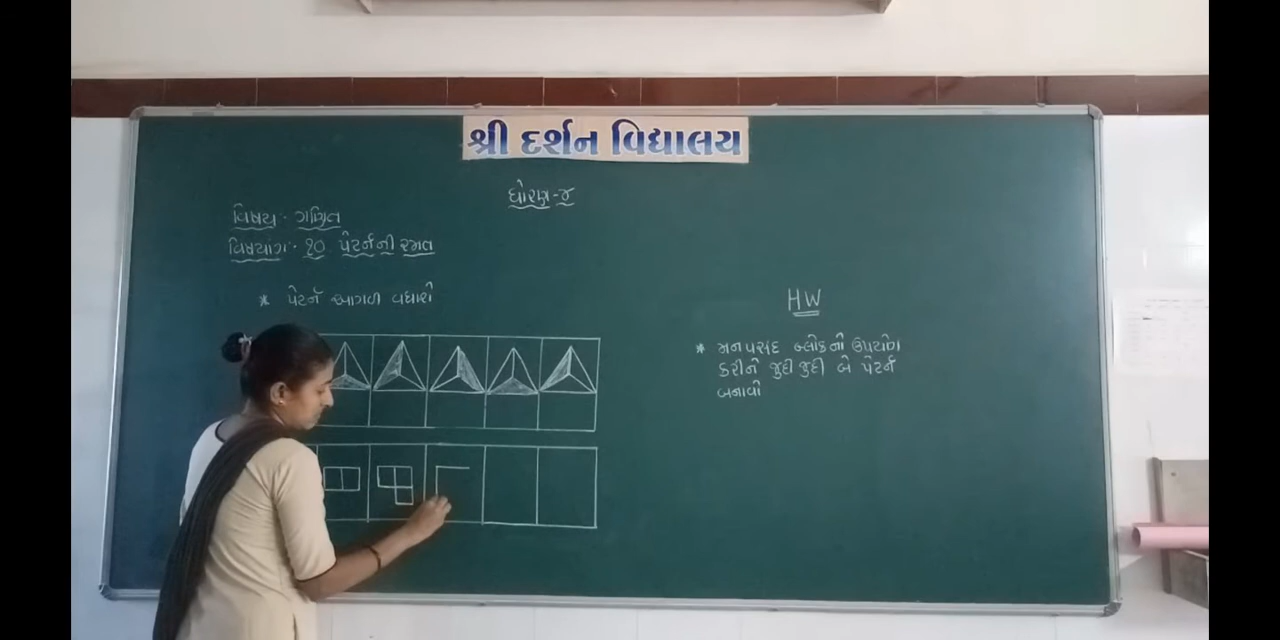 શ્રી દર્શન વિદ્યાલય
ધોરણ-૪
વિષય:- ગણિત
વિષયાંગ:- ૧૦ પેટર્નની રમત
* પેટર્ન આગળ વધારો
HW
* મનપસંદ બ્લોકનો ઉપયોગ
કરીને જુદી જુદી બે પેટર્ન
બનાવો